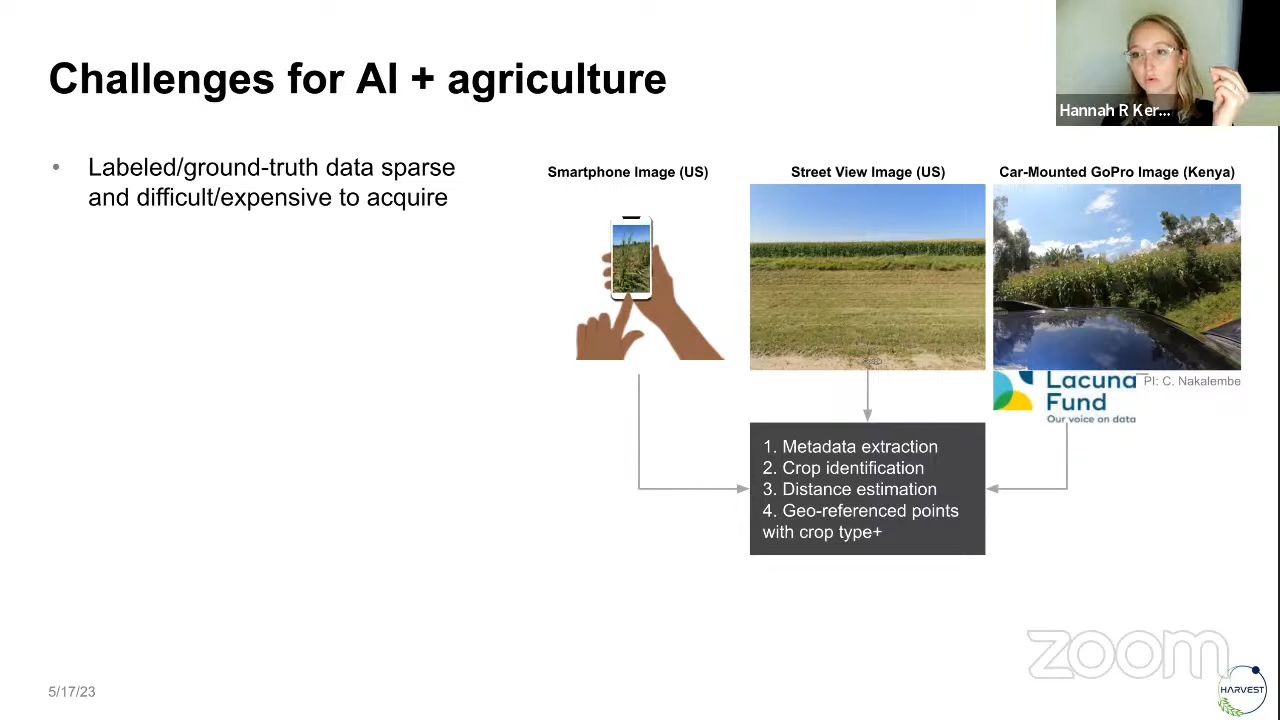 Challenges for AI + agriculture
Hannah R Ker...
• Labeled/ground-truth data sparse
and difficult/expensive to acquire
Smartphone Image (US)
Street View Image (US)
Car-Mounted GoPro Image (Kenya)
Lacuna
Fund
Our voice on data
PI: C. Nakalembe
1. Metadata extraction
2. Crop identification
3. Distance estimation
4. Geo-referenced points
with crop type+
zoom
5/17/23
HARVEST